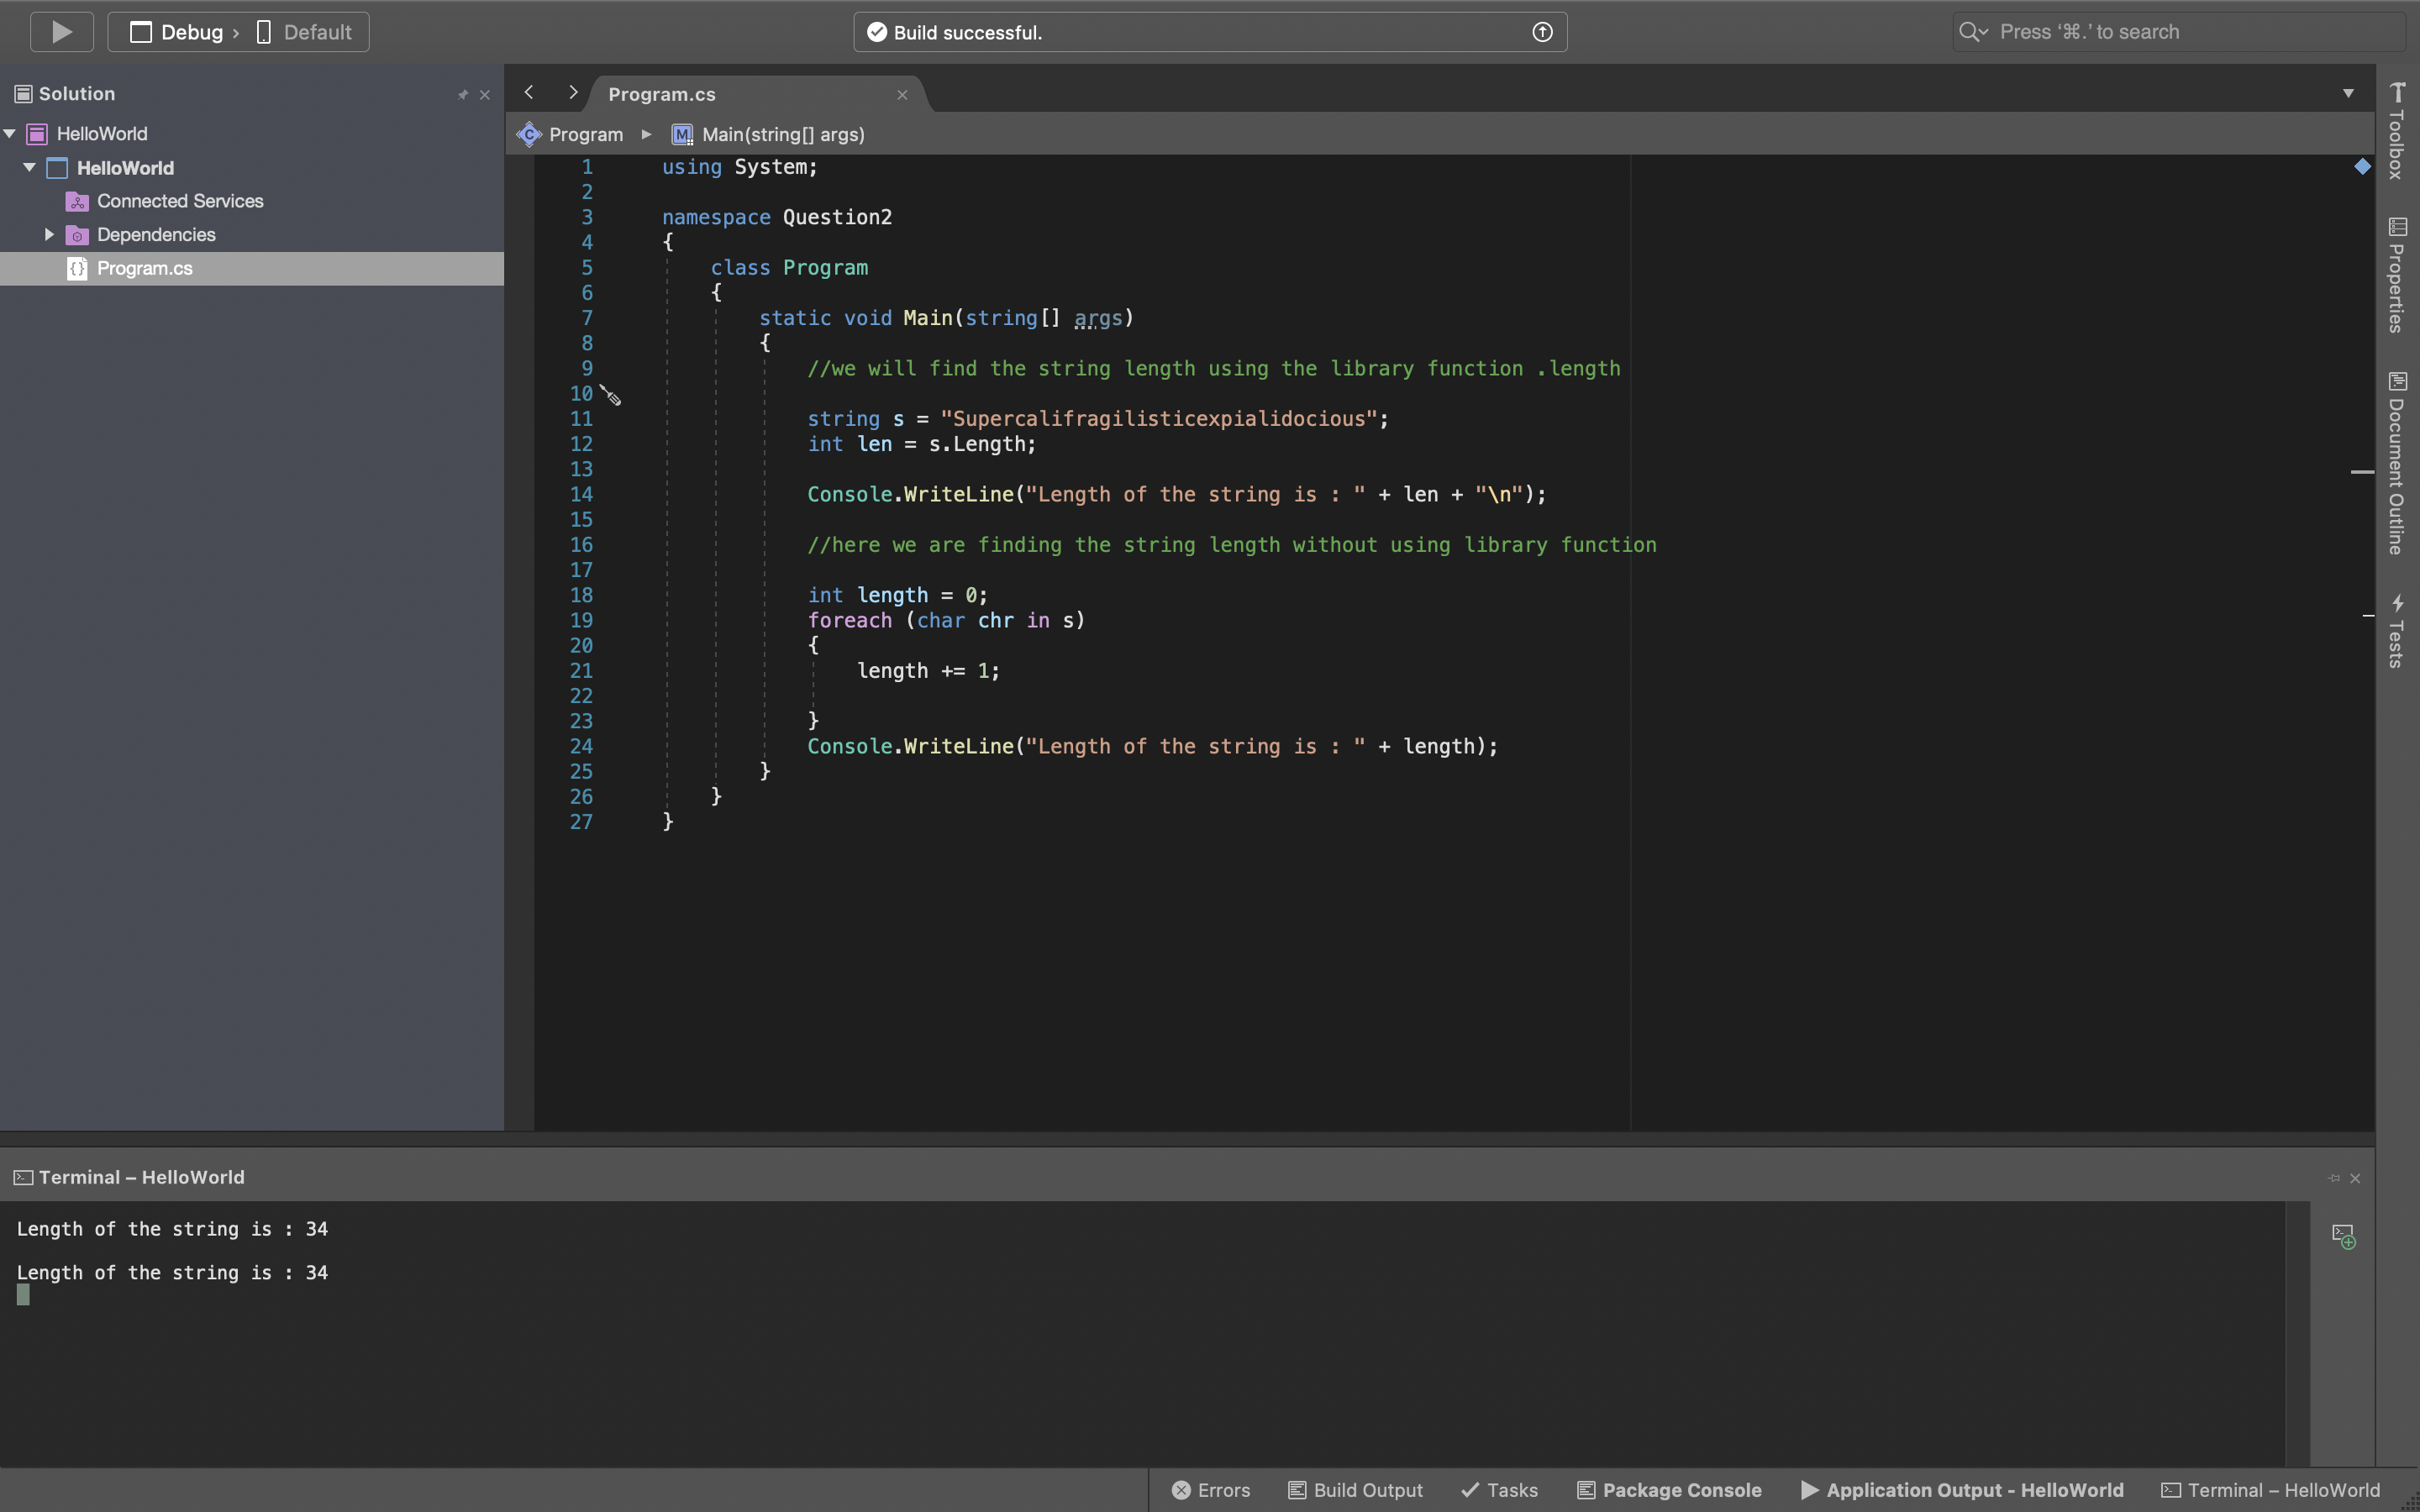 Debug › Default
Build successful.
Press ‘⌘.’ to search
Solution
HelloWorld
HelloWorld
Connected Services
Dependencies
Program.cs
Program.cs
Program ▸ Main(string[] args)
1 using System;
2
3 namespace Question2
4 {
5 class Program
6 {
7 static void Main(string[] args)
8 {
9 //we will find the string length using the library function .length
10
11 string s = "Supercalifragilisticexpialidocious";
12 int len = s.Length;
13
14 Console.WriteLine("Length of the string is : " + len + "\n");
15
16 //here we are finding the string length without using library function
17
18 int length = 0;
19 foreach (char chr in s)
20 {
21 length += 1;
22
23 }
24 Console.WriteLine("Length of the string is : " + length);
25 }
26 }
27 }
Toolbox
Properties
Document Outline
Tests
Terminal – HelloWorld
Length of the string is : 34
Length of the string is : 34
Errors Build Output Tasks Package Console Application Output - HelloWorld Terminal – HelloWorld